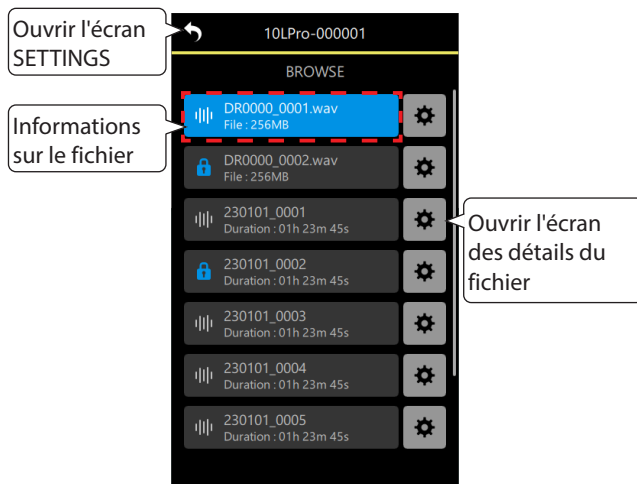 Ouvrir l'écran
SETTINGS
10LPro-000001
BROWSE
Informations
sur le fichier
DR0000_0001.wav
File : 256MB
DR0000_0002.wav
File : 256MB
230101_0001
Duration : 01h 23m 45s
Ouvrir l'écran
des détails du
fichier
230101_0002
Duration : 01h 23m 45s
230101_0003
Duration : 01h 23m 45s
230101_0004
Duration : 01h 23m 45s
230101_0005
Duration : 01h 23m 45s